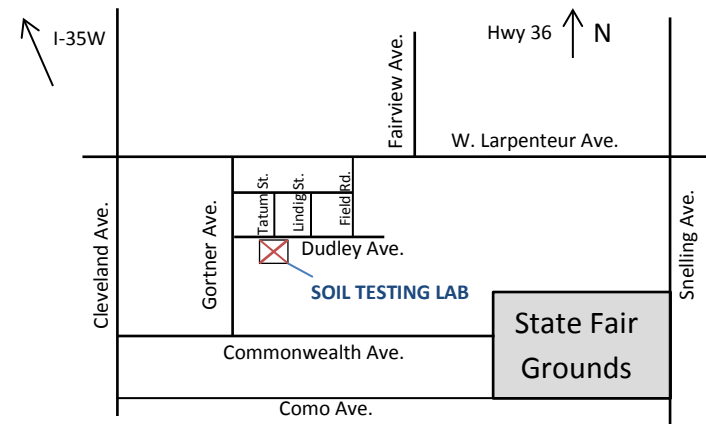 I-35W
Hwy 36
N
Fairview Ave.
W. Larpenteur Ave.
Tatum St.
Lindig St.
Field Rd.
Cleveland Ave.
Gortner Ave.
Dudley Ave.
Snelling Ave.
SOIL TESTING LAB
State Fair
Grounds
Commonwealth Ave.
Como Ave.